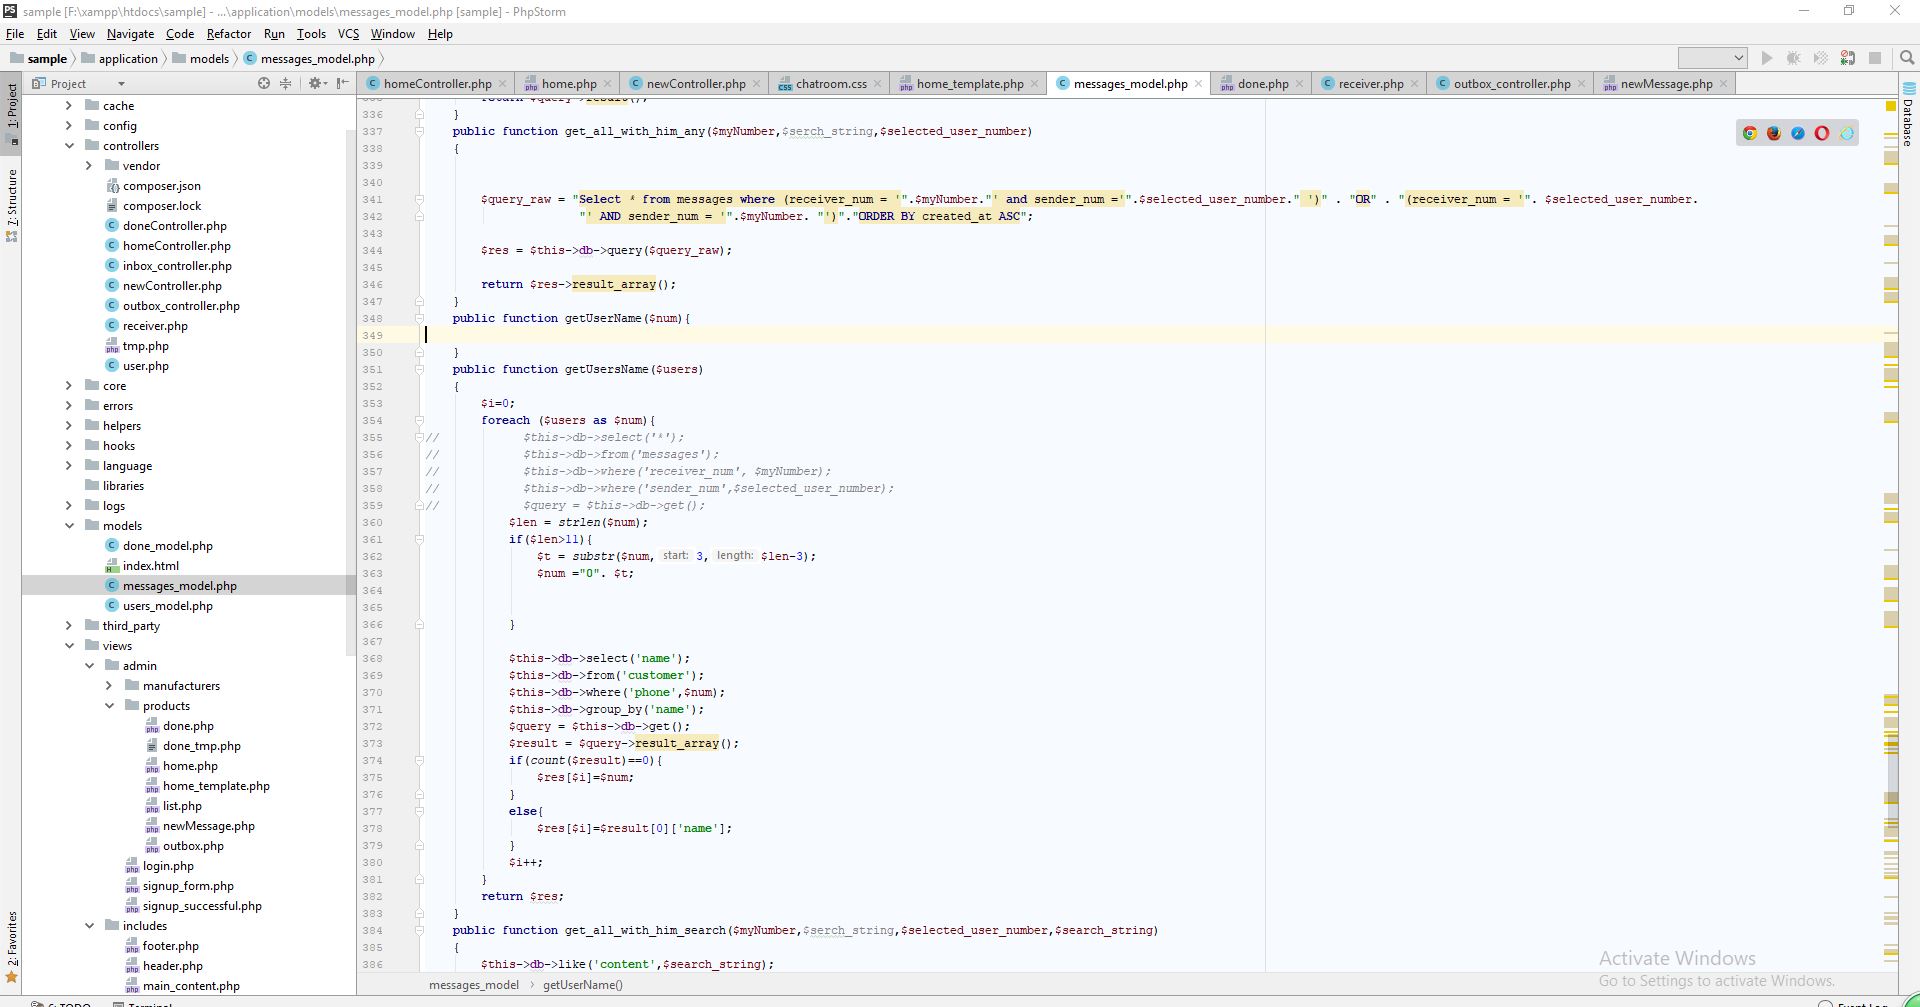 sample [F:\xampp\htdocs\sample] - ...\application\models\messages_model.php [sample] - PhpStorm
File Edit View Navigate Code Refactor Run Tools VCS Window Help
sample application models messages_model.php
Project
homeController.php home.php newController.php chatroom.css home_template.php messages_model.php done.php receiver.php outbox_controller.php newMessage.php
1: Project
7: Structure
2: Favorites
Database
cache
config
controllers
vendor
composer.json
composer.lock
doneController.php
homeController.php
inbox_controller.php
newController.php
outbox_controller.php
receiver.php
tmp.php
user.php
core
errors
helpers
hooks
language
libraries
logs
models
done_model.php
index.html
messages_model.php
users_model.php
third_party
views
admin
manufacturers
products
done.php
done_tmp.php
home.php
home_template.php
list.php
newMessage.php
outbox.php
login.php
signup_form.php
signup_successful.php
includes
footer.php
header.php
main_content.php
336 }
337 public function get_all_with_him_any($myNumber,$serch_string,$selected_user_number)
338 {
339
340
341 $query_raw = "Select * from messages where (receiver_num = '".$myNumber."' and sender_num ='".$selected_user_number." ')" . "OR" . "(receiver_num = '". $selected_number.
342 "' AND sender_num = '".$myNumber. "')"."ORDER BY created_at ASC";
343
344 $res = $this->db->query($query_raw);
345
346 return $res->result_array();
347 }
348 public function getUserName($num){
349
350 }
351 public function getUsersName($users)
352 {
353 $i=0;
354 foreach ($users as $num){
355 // $this->db->select('*');
356 // $this->db->from('messages');
357 // $this->db->where('receiver_num', $myNumber);
358 // $this->db->where('sender_num',$selected_user_number);
359 // $query = $this->db->get();
360 $len = strlen($num);
361 if($len>11){
362 $t = substr($num, start: 3, length: $len-3);
363 $num ="0". $t;
364
365
366 }
367
368 $this->db->select('name');
369 $this->db->from('customer');
370 $this->db->where('phone',$num);
371 $this->db->group_by('name');
372 $query = $this->db->get();
373 $result = $query->result_array();
374 if(count($result)==0){
375 $res[$i]=$num;
376 }
377 else{
378 $res[$i]=$result[0]['name'];
379 }
380 $i++;
381 }
382 return $res;
383 }
384 public function get_all_with_him_search($myNumber,$serch_string,$selected_user_number,$search_string)
385 {
386 $this->db->like('content',$search_string);
messages_model › getUserName()
Activate Windows
Go to Settings to activate Windows.